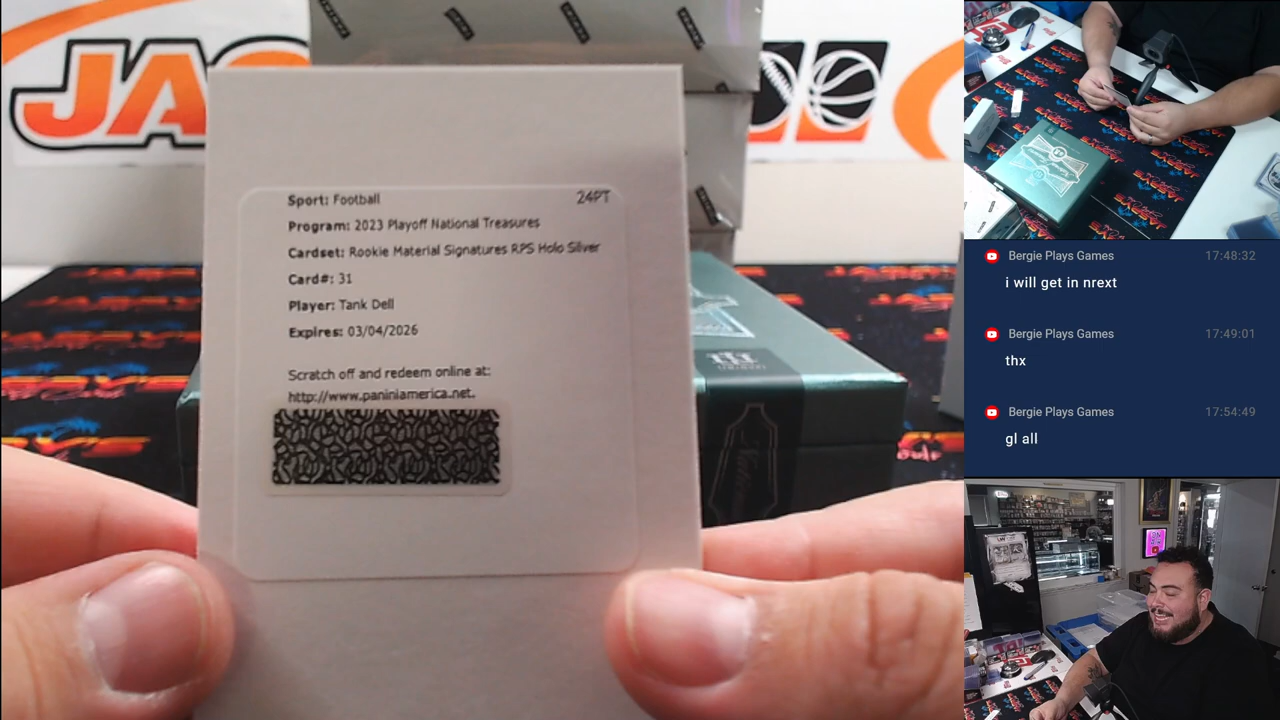 JA
Sport: Football
24PT
Program: 2023 Playoff National Treasures
Cardset: Rookie Material Signatures RPS Holo Silver
Card#: 31
Player: Tank Dell
Expires: 03/04/2026
Scratch off and redeem online at:
http://www.paniniamerica.net.
Bergie Plays Games 17:48:32
i will get in nrext
Bergie Plays Games 17:49:01
thx
Bergie Plays Games 17:54:49
gl all